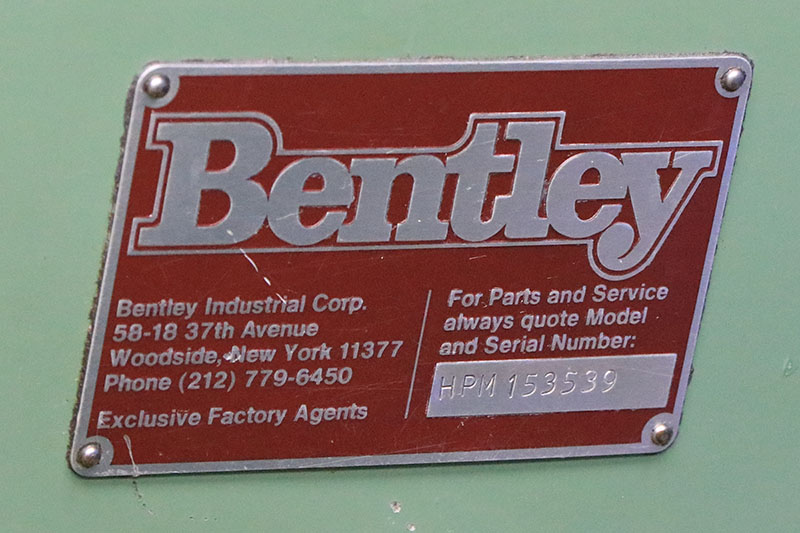 Bentley
Bentley Industrial Corp.
58-18 37th Avenue
Woodside, New York 11377
Phone (212) 779-6450
Exclusive Factory Agents
For Parts and Service
always quote Model
and Serial Number:
HPM 153539